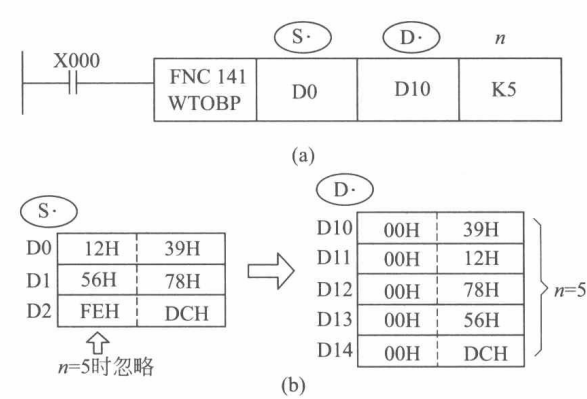 S· D· n
X000
FNC 141 WTOBP D0 D10 K5
(a)
S· D·
D0 12H 39H
D1 56H 78H
D2 FEH DCH
n=5时忽略
D10 00H 39H
D11 00H 12H
D12 00H 78H
D13 00H 56H
D14 00H DCH
n=5
(b)